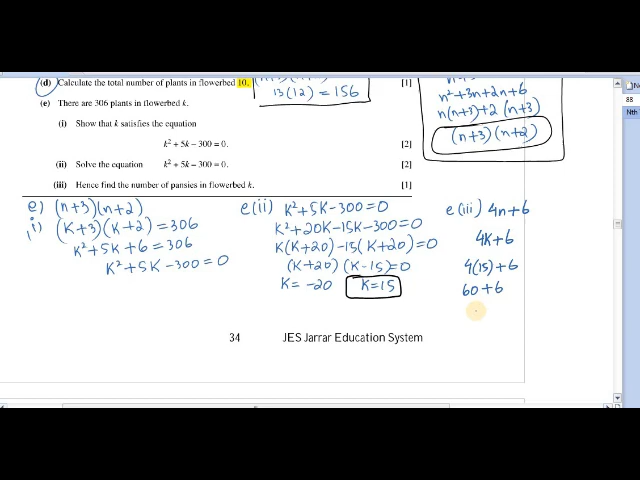 (d) Calculate the total number of plants in flowerbed 10. [1]
13(12) = 156
(e) There are 306 plants in flowerbed k.
(i) Show that k satisfies the equation
k² + 5k – 300 = 0. [2]
(ii) Solve the equation k² + 5k – 300 = 0. [2]
(iii) Hence find the number of pansies in flowerbed k. [1]
n²+3n+2n+6
n(n+3)+2(n+3)
(n+3)(n+2)
88
Nth
e) (n+3)(n+2)
i) (K+3)(K+2)=306
K²+5K+6=306
K²+5K-300=0
e(ii) K²+5K-300=0
K²+20K-15K-300=0
K(K+20)-15(K+20)=0
(K+20)(K-15)=0
K=-20 K=15
e(iii) 4n+6
4K+6
4(15)+6
60+6
34 JES Jarrar Education System